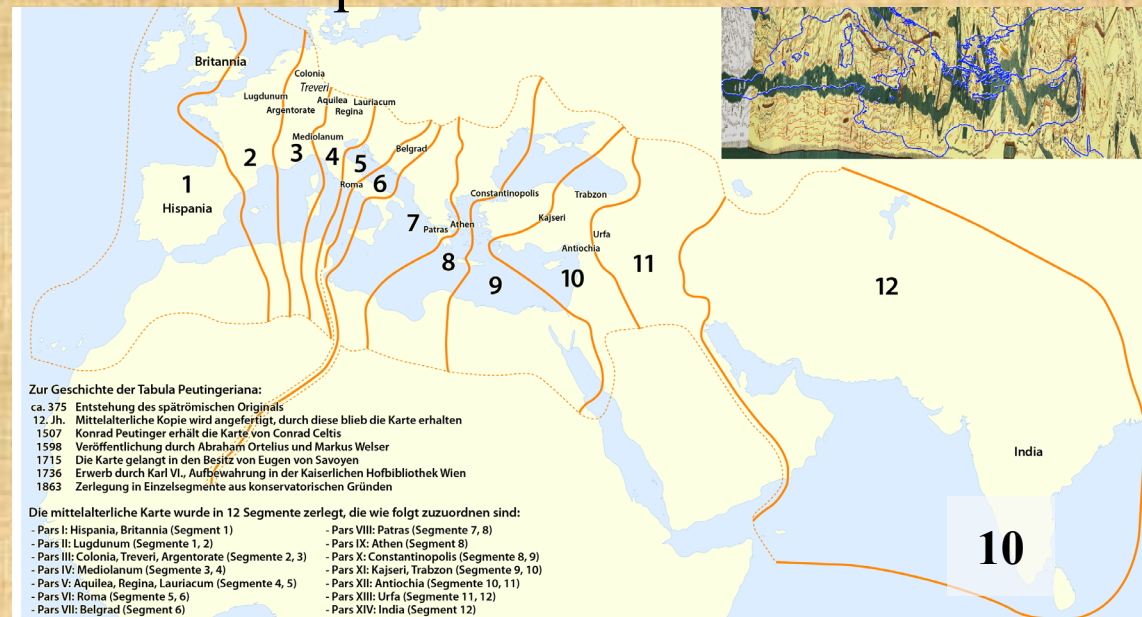 Britannia
Colonia
Treveri
Lugdunum
Aquilea
Lauriacum
Argentorate
Regina
Mediolanum
Belgrad
2
3
4
5
1
Roma
6
Hispania
Constantinopolis
Trabzon
7
Patras
Athen
Kajseri
Urfa
Antiochia
8
9
10
11
12
India
Zur Geschichte der Tabula Peutingeriana:
ca. 375 Entstehung des spätrömischen Originals
12. Jh. Mittelalterliche Kopie wird angefertigt, durch diese blieb die Karte erhalten
1507 Konrad Peutinger erhält die Karte von Conrad Celtis
1598 Veröffentlichung durch Abraham Ortelius und Markus Welser
1715 Die Karte gelangt in den Besitz von Eugen von Savoyen
1736 Erwerb durch Karl VI., Aufbewahrung in der Kaiserlichen Hofbibliothek Wien
1863 Zerlegung in Einzelsegmente aus konservatorischen Gründen
Die mittelalterliche Karte wurde in 12 Segmente zerlegt, die wie folgt zuzuordnen sind:
- Pars I: Hispania, Britannia (Segment 1)
- Pars II: Lugdunum (Segmente 1, 2)
- Pars III: Colonia, Treveri, Argentorate (Segmente 2, 3)
- Pars IV: Mediolanum (Segmente 3, 4)
- Pars V: Aquilea, Regina, Lauriacum (Segmente 4, 5)
- Pars VI: Roma (Segmente 5, 6)
- Pars VII: Belgrad (Segment 6)
- Pars VIII: Patras (Segmente 7, 8)
- Pars IX: Athen (Segment 8)
- Pars X: Constantinopolis (Segmente 8, 9)
- Pars XI: Kajseri, Trabzon (Segmente 9, 10)
- Pars XII: Antiochia (Segmente 10, 11)
- Pars XIII: Urfa (Segmente 11, 12)
- Pars XIV: India (Segment 12)
10